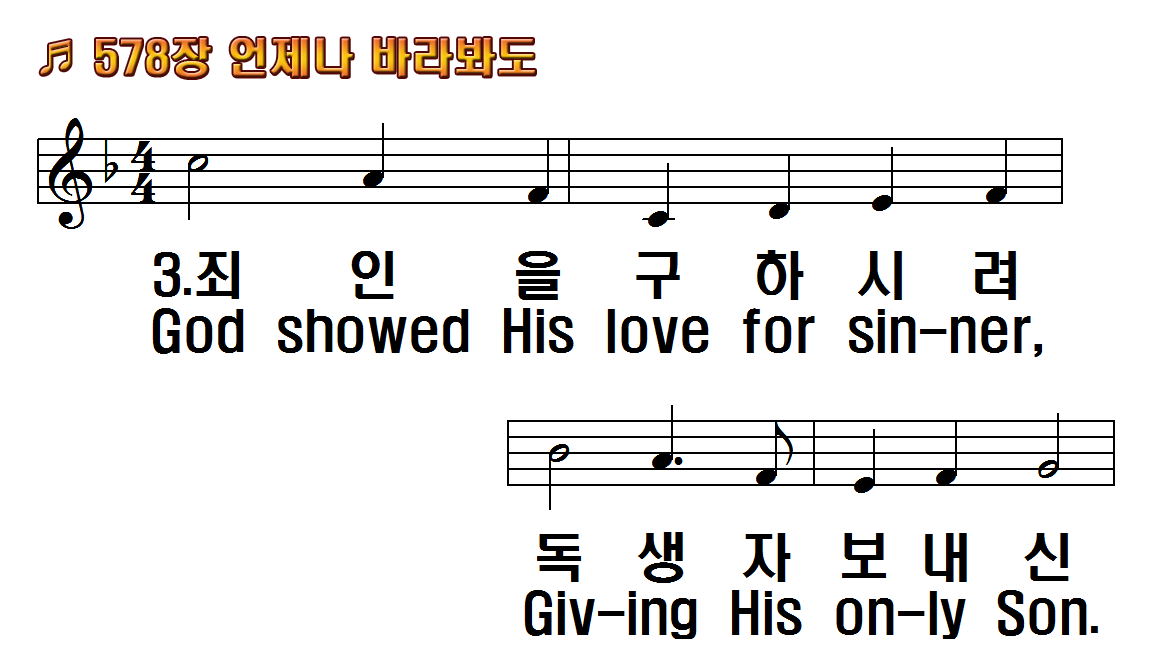 ♬ 578장 언제나 바라봐도
3.죄 인 을 구 하 시 려
God showed His love for sin-ner,
독 생 자 보 내 신
Giv-ing His on-ly Son.